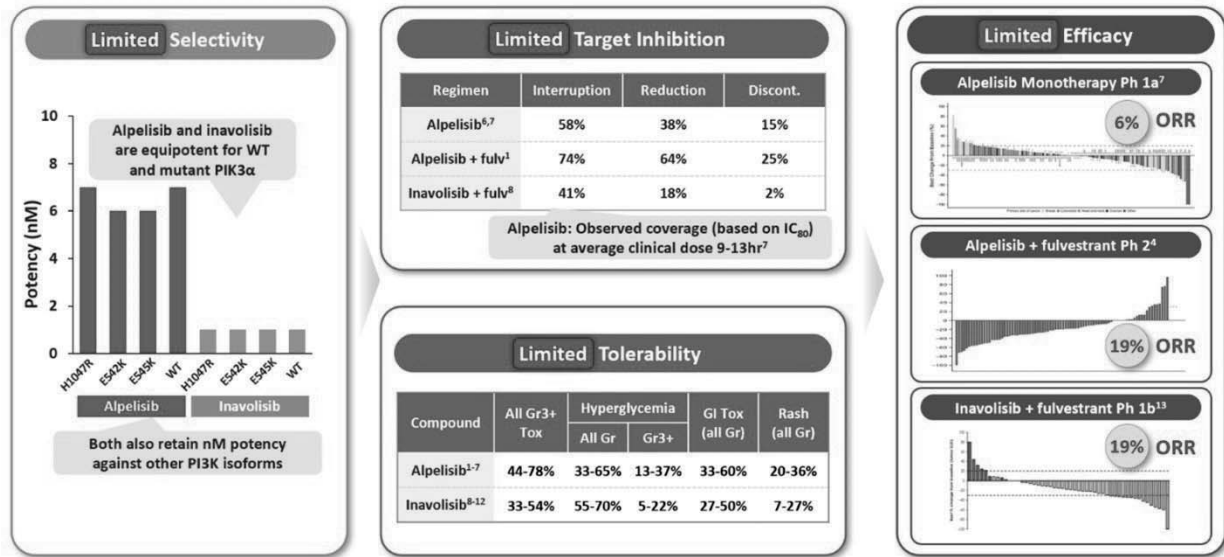 Limited Selectivity
Potency (nM)
10
8
6
4
2
0
Alpelisib and inavolisib
are equipotent for WT
and mutant PIK3α
H1047R E542K E545K WT H1047R E542K E545K WT
Alpelisib Inavolisib
Both also retain nM potency
against other PI3K isoforms
Limited Target Inhibition
Regimen Interruption Reduction Discont.
Alpelisib6,7 58% 38% 15%
Alpelisib + fulv1 74% 64% 25%
Inavolisib + fulv8 41% 18% 2%
Alpelisib: Observed coverage (based on IC80)
at average clinical dose 9-13hr7
Limited Tolerability
Compound All Gr3+ Tox Hyperglycemia GI Tox (all Gr) Rash (all Gr)
All Gr Gr3+
Alpelisib1-7 44-78% 33-65% 13-37% 33-60% 20-36%
Inavolisib8-12 33-54% 55-70% 5-22% 27-50% 7-27%
Limited Efficacy
Alpelisib Monotherapy Ph 1a7
6% ORR
Alpelisib + fulvestrant Ph 24
19% ORR
Inavolisib + fulvestrant Ph 1b13
19% ORR